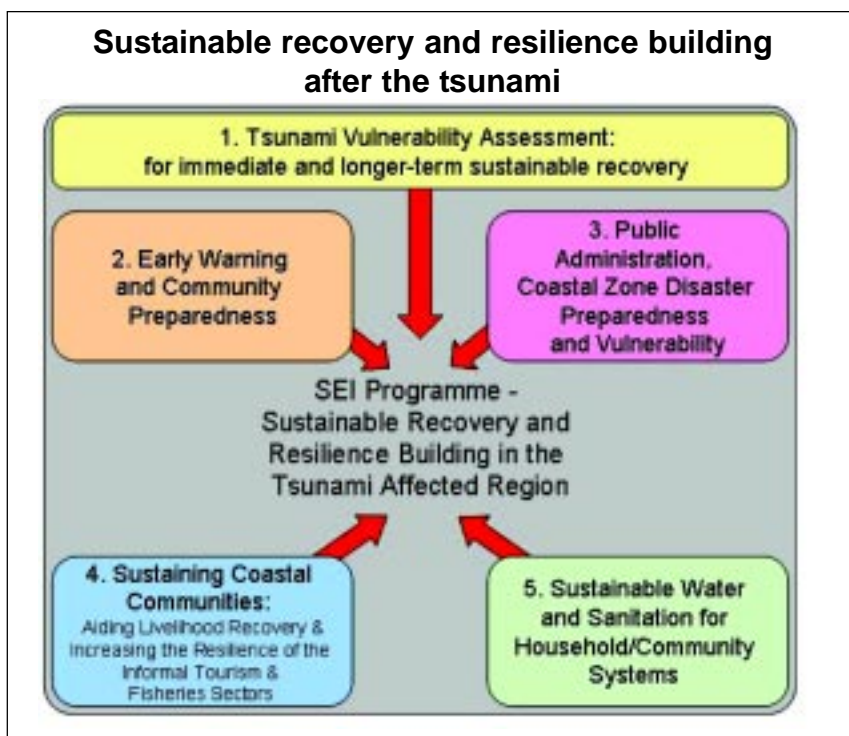 Sustainable recovery and resilience building
after the tsunami
1. Tsunami Vulnerability Assessment:
for immediate and longer-term sustainable recovery
2. Early Warning
and Community
Preparedness
3. Public
Administration,
Coastal Zone Disaster
Preparedness
and Vulnerability
SEI Programme -
Sustainable Recovery and
Resilience Building in the
Tsunami Affected Region
4. Sustaining Coastal
Communities:
Aiding Livelihood Recovery &
Increasing the Resilience of the
Informal Tourism &
Fisheries Sectors
5. Sustainable Water
and Sanitation for
Household/Community
Systems